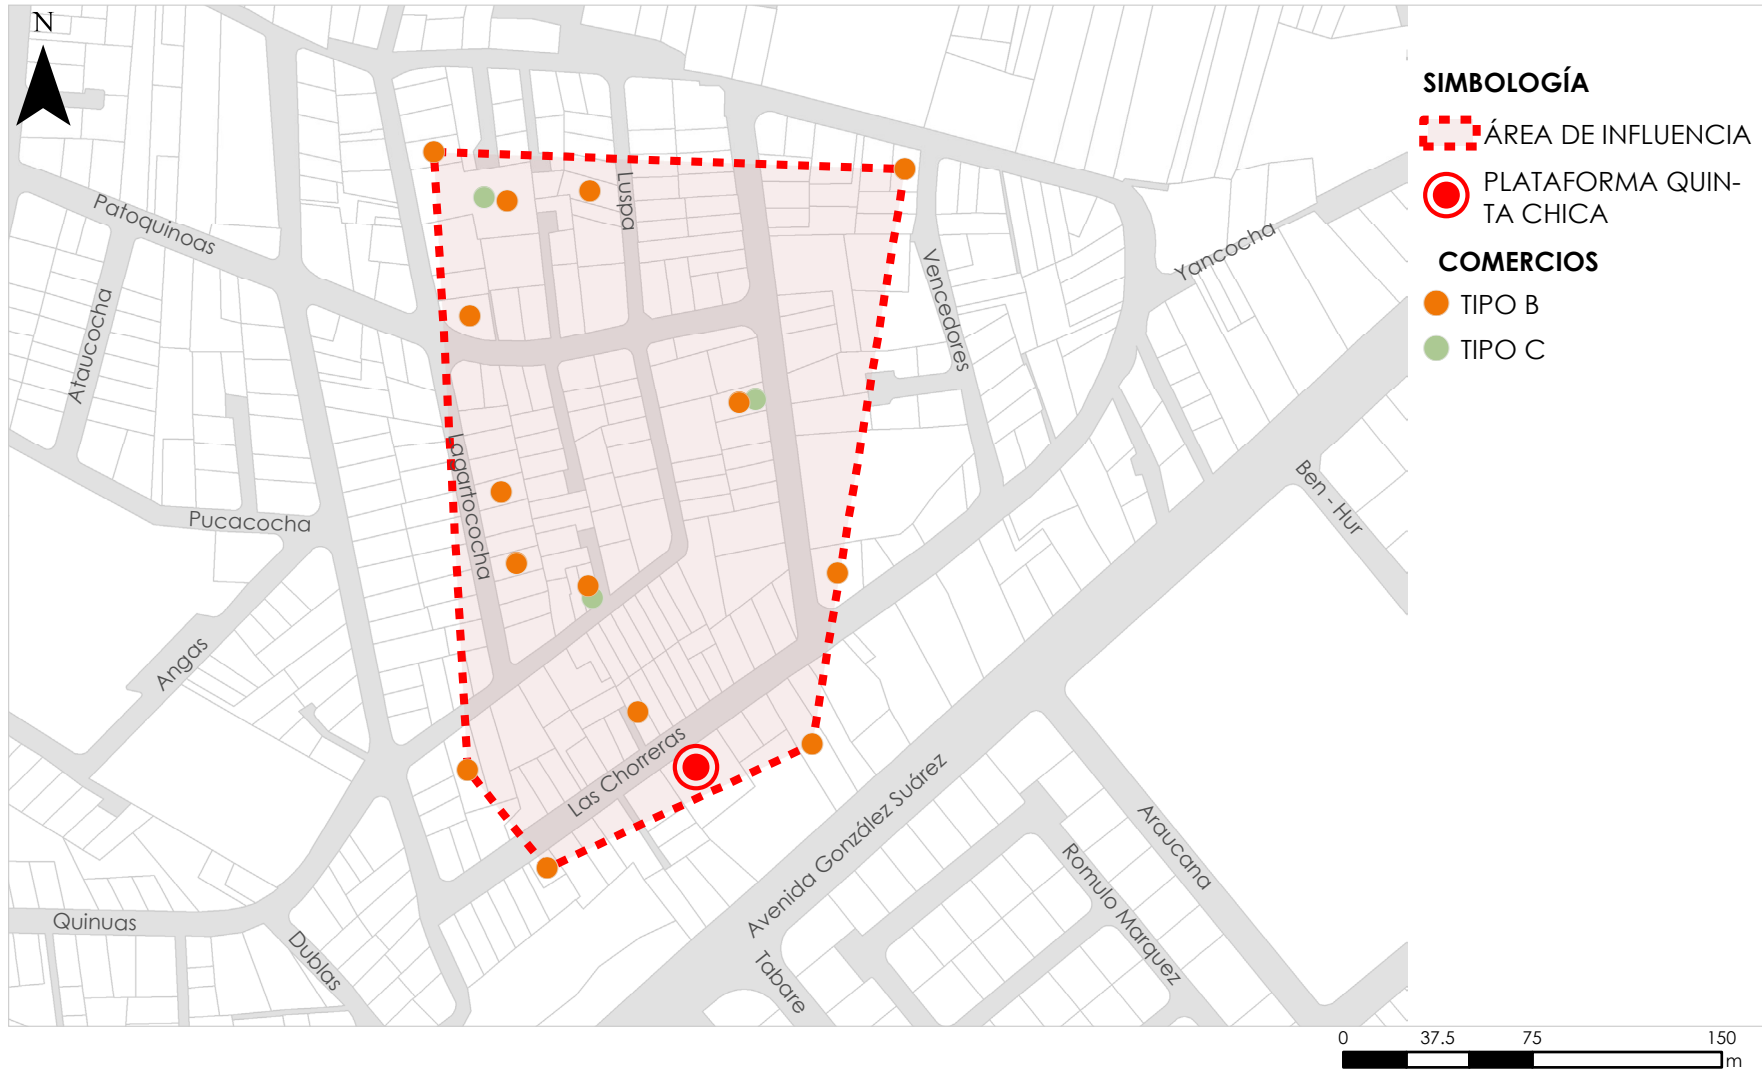 N
SIMBOLOGÍA
ÁREA DE INFLUENCIA
PLATAFORMA QUIN-
TA CHICA
COMERCIOS
TIPO B
TIPO C
Patoquinoas
Luspa
Yancocha
Vencedores
Ataucocha
Lagartococha
Pucacocha
Ben - Hur
Angas
Las Chorreras
Avenida González Suárez
Araucana
Romulo Marquez
Quinuas
Dublas
Tabare
0 37.5 75 150
m